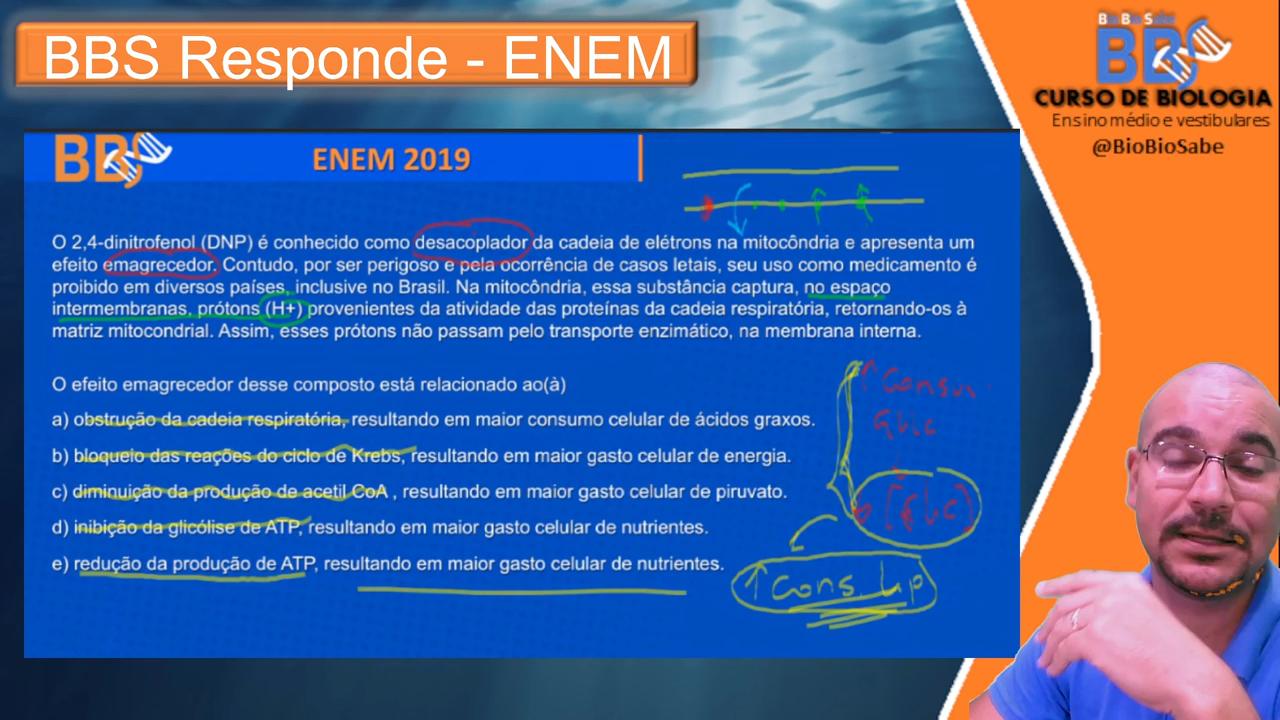 BBS Responde - ENEM
Bio Bio Sabe
BBS
CURSO DE BIOLOGIA
Ensino médio e vestibulares
@BioBioSabe
BBS
ENEM 2019
O 2,4-dinitrofenol (DNP) é conhecido como desacoplador da cadeia de elétrons na mitocôndria e apresenta um
efeito emagrecedor. Contudo, por ser perigoso e pela ocorrência de casos letais, seu uso como medicamento é
proibido em diversos países, inclusive no Brasil. Na mitocôndria, essa substância captura, no espaço
intermembranas, prótons (H+) provenientes da atividade das proteínas da cadeia respiratória, retornando-os à
matriz mitocondrial. Assim, esses prótons não passam pelo transporte enzimático, na membrana interna.
O efeito emagrecedor desse composto está relacionado ao(à)
a) obstrução da cadeia respiratória, resultando em maior consumo celular de ácidos graxos.
b) bloqueio das reações do ciclo de Krebs, resultando em maior gasto celular de energia.
c) diminuição da produção de acetil CoA , resultando em maior gasto celular de piruvato.
d) inibição da glicólise de ATP, resultando em maior gasto celular de nutrientes.
e) redução da produção de ATP, resultando em maior gasto celular de nutrientes.
↑ Consu
Glic
[Glic]
↑ Cons. Lip